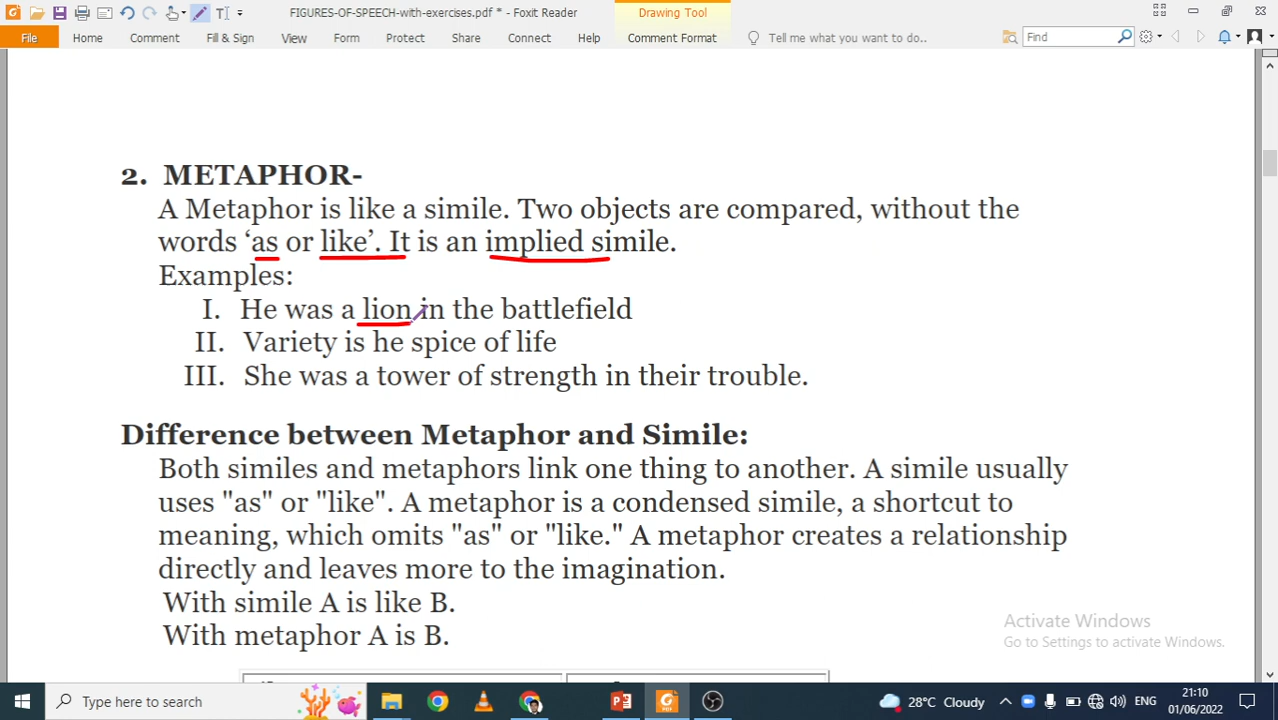 FIGURES-OF-SPEECH-with-exercises.pdf * - Foxit Reader
Drawing Tool
File Home Comment Fill & Sign View Form Protect Share Connect Help Comment Format Tell me what you want to do.. Find
2. METAPHOR-
A Metaphor is like a simile. Two objects are compared, without the
words ‘as or like’. It is an implied simile.
Examples:
I. He was a lion in the battlefield
II. Variety is he spice of life
III. She was a tower of strength in their trouble.
Difference between Metaphor and Simile:
Both similes and metaphors link one thing to another. A simile usually
uses "as" or "like". A metaphor is a condensed simile, a shortcut to
meaning, which omits "as" or "like." A metaphor creates a relationship
directly and leaves more to the imagination.
With simile A is like B.
With metaphor A is B.
Activate Windows
Go to Settings to activate Windows.
Type here to search
28°C Cloudy
ENG
21:10
01/06/2022